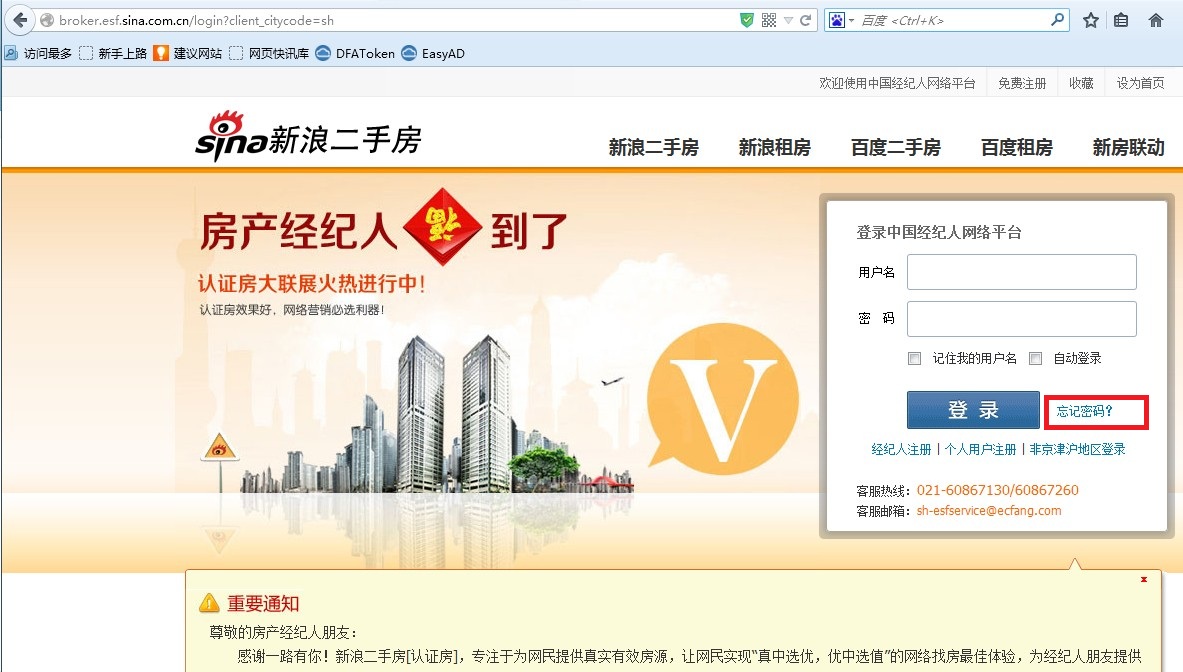 broker.esf.sina.com.cn/login?client_citycode=sh
百度 <Ctrl+K>
访问最多 新手上路 建议网站 网页快讯库 DFAToken EasyAD
欢迎使用中国经纪人网络平台 免费注册 收藏 设为首页
sina新浪二手房
新浪二手房 新浪租房 百度二手房 百度租房 新房联动
房产经纪人 福 到了
认证房大联展火热进行中!
认证房效果好,网络营销必选利器!
V
登录中国经纪人网络平台
用户名
密 码
记住我的用户名 自动登录
登 录 忘记密码?
经纪人注册 | 个人用户注册 | 非京津沪地区登录
客服热线:021-60867130/60867260
客服邮箱:sh-esfservice@ecfang.com
x
重要通知
尊敬的房产经纪人朋友:
感谢一路有你!新浪二手房[认证房],专注于为网民提供真实有效房源,让网民实现“真中选优,优中选值”的网络找房最佳体验,为经纪人朋友提供